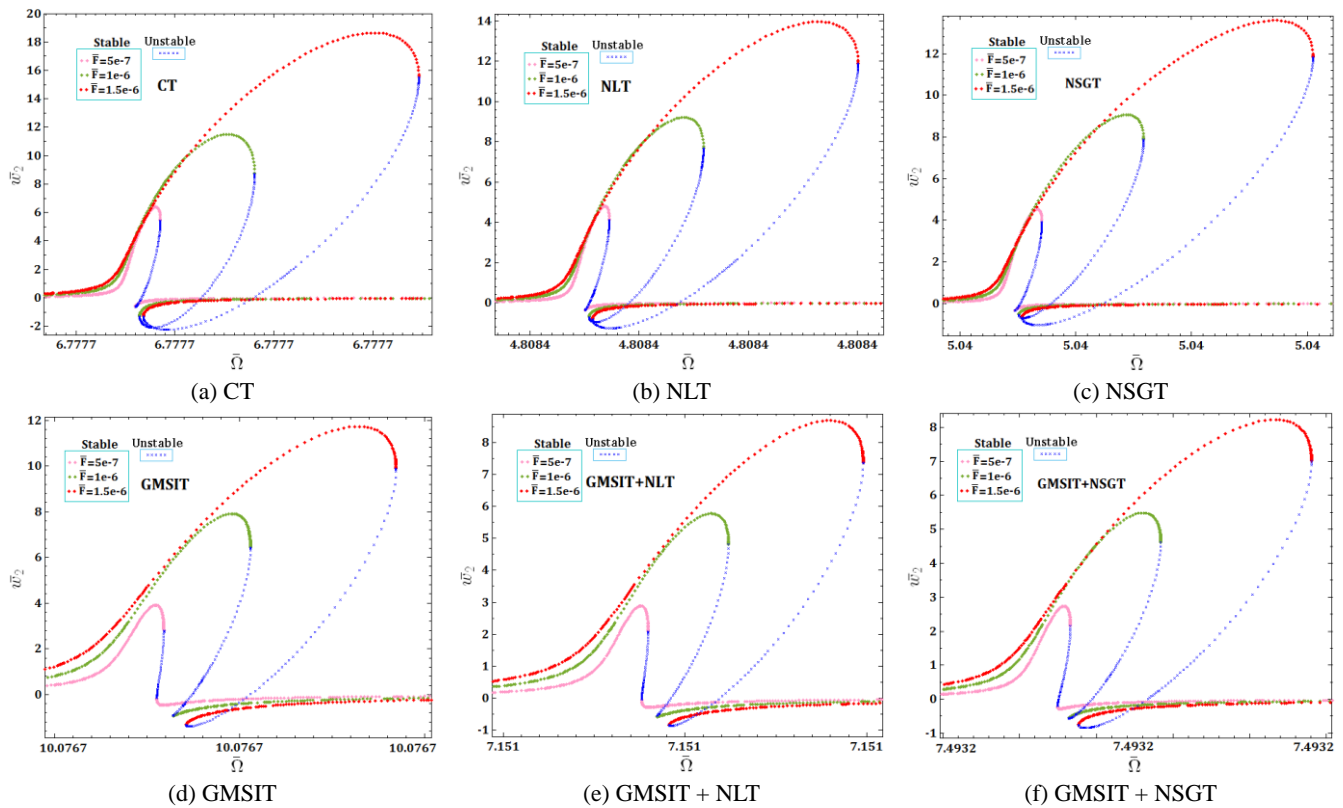 Stable Unstable
F̄=5e-7
F̄=1e-6
F̄=1.5e-6
CT
w̄2
20
18
16
14
12
10
8
6
4
2
0
-2
6.7777 6.7777 6.7777 6.7777
Ω̄
(a) CT
Stable Unstable
F̄=5e-7
F̄=1e-6
F̄=1.5e-6
NLT
w̄2
14
12
10
8
6
4
2
0
4.8084 4.8084 4.8084 4.8084
Ω̄
(b) NLT
Stable Unstable
F̄=5e-7
F̄=1e-6
F̄=1.5e-6
NSGT
w̄2
12
10
8
6
4
2
0
5.04 5.04 5.04 5.04
Ω̄
(c) NSGT
Stable Unstable
F̄=5e-7
F̄=1e-6
F̄=1.5e-6
GMSIT
w̄2
12
10
8
6
4
2
0
10.0767 10.0767 10.0767
Ω̄
(d) GMSIT
Stable Unstable
F̄=5e-7
F̄=1e-6
F̄=1.5e-6
GMSIT+NLT
w̄2
8
7
6
5
4
3
2
1
0
-1
7.151 7.151 7.151
Ω̄
(e) GMSIT + NLT
Stable Unstable
F̄=5e-7
F̄=1e-6
F̄=1.5e-6
GMSIT+NSGT
w̄2
8
7
6
5
4
3
2
1
0
-1
7.4932 7.4932 7.4932
Ω̄
(f) GMSIT + NSGT